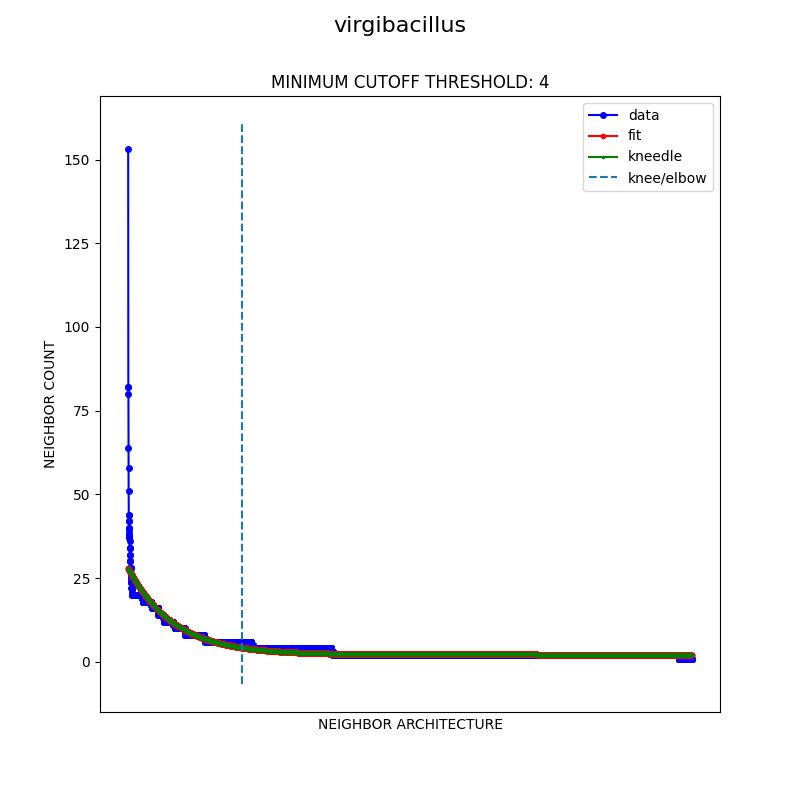 virgibacillus
MINIMUM CUTOFF THRESHOLD: 4
data
fit
kneedle
knee/elbow
150
125
100
75
50
25
0
NEIGHBOR COUNT
NEIGHBOR ARCHITECTURE